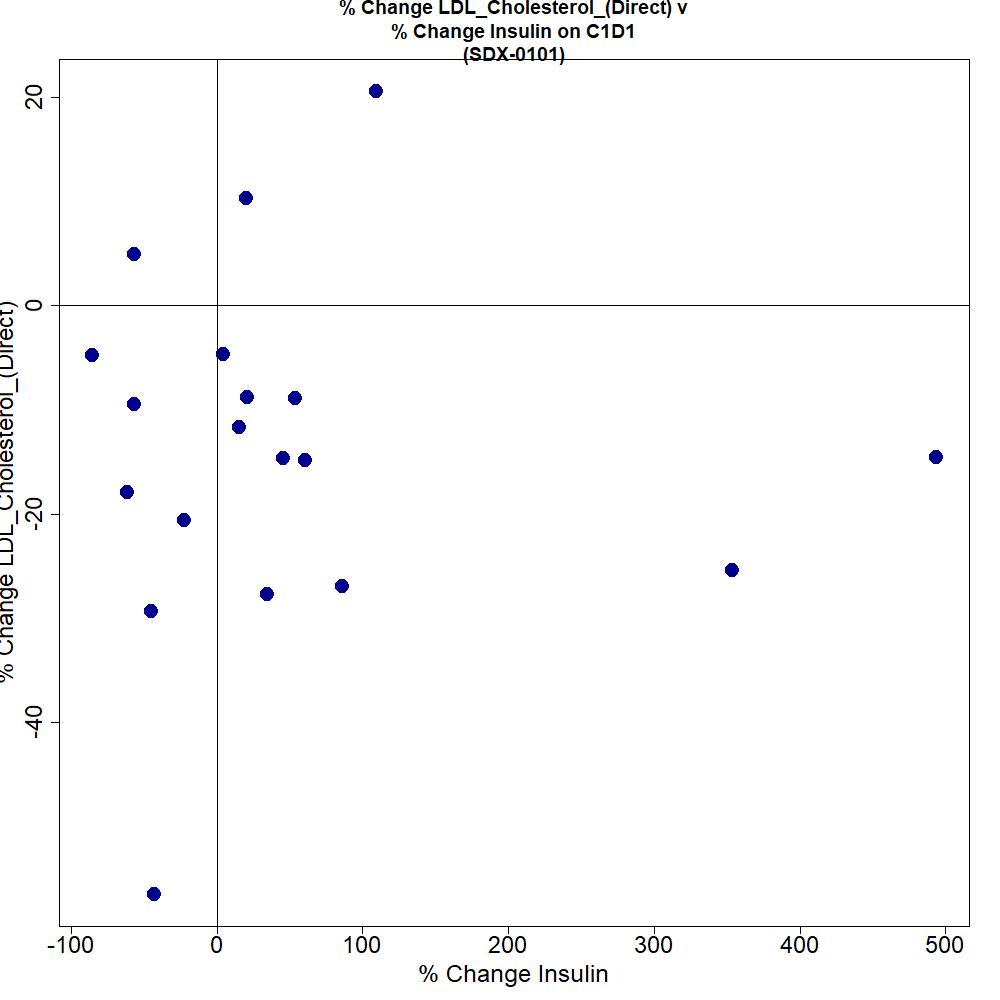 % Change LDL_Cholesterol_(Direct) v
% Change Insulin on C1D1
(SDX-0101)
% Change LDL_Cholesterol_(Direct)
20
0
-20
-40
-100
0
100
200
300
400
500
% Change Insulin